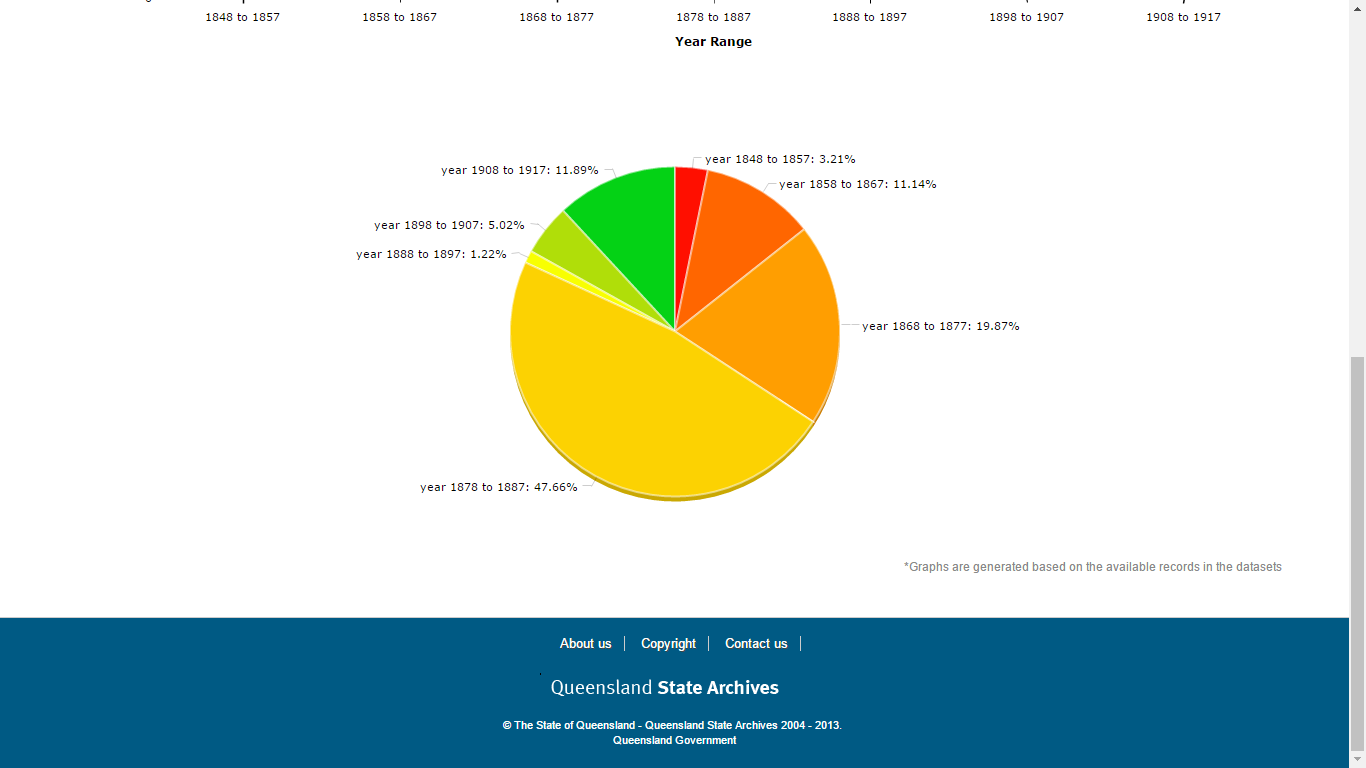 1848 to 1857 1858 to 1867 1868 to 1877 1878 to 1887 1888 to 1897 1898 to 1907 1908 to 1917
Year Range
year 1848 to 1857: 3.21%
year 1908 to 1917: 11.89%
year 1858 to 1867: 11.14%
year 1898 to 1907: 5.02%
year 1888 to 1897: 1.22%
year 1868 to 1877: 19.87%
year 1878 to 1887: 47.66%
*Graphs are generated based on the available records in the datasets
About us | Copyright | Contact us |
Queensland State Archives
© The State of Queensland - Queensland State Archives 2004 - 2013.
Queensland Government